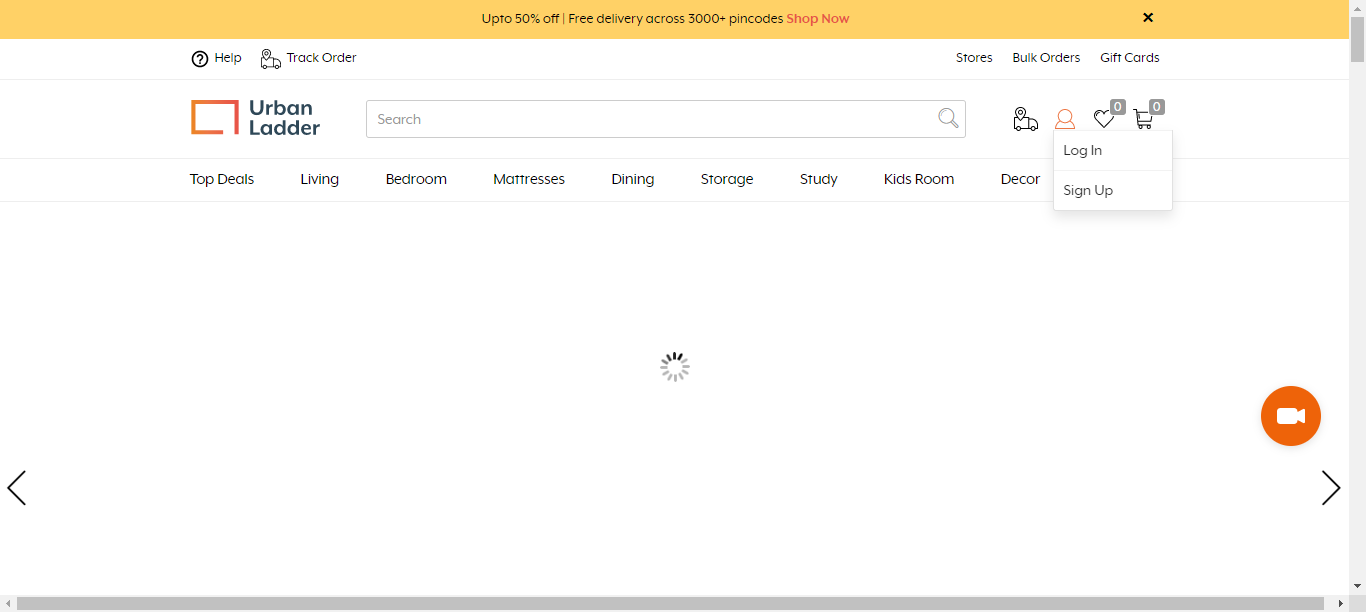 Upto 50% off | Free delivery across 3000+ pincodes Shop Now
Help Track Order Stores Bulk Orders Gift Cards
Urban
Ladder
Search
0 0
Log In
Top Deals Living Bedroom Mattresses Dining Storage Study Kids Room Decor
Sign Up